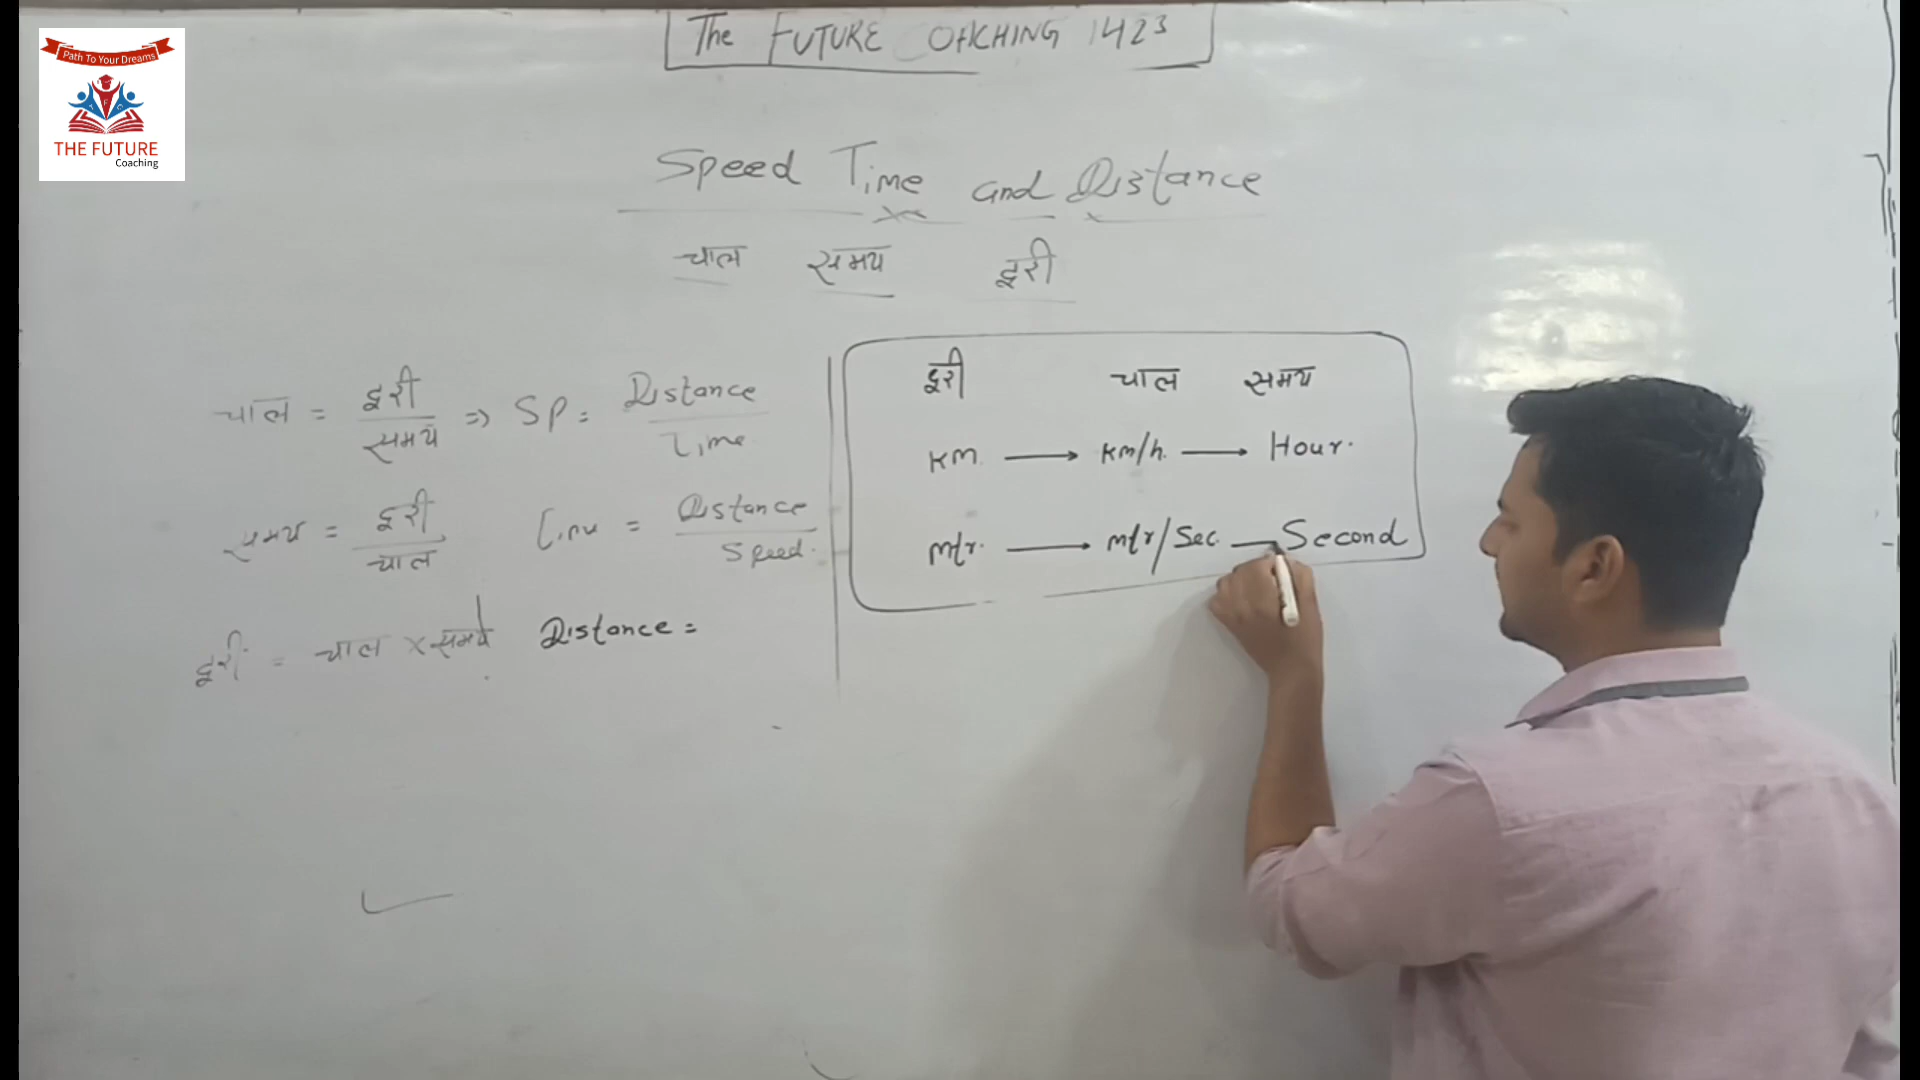 Path To Your Dreams
T F C
THE FUTURE
Coaching
The FUTURE COACHING 1423
Speed Time and Distance
चाल समय दूरी
चाल = दूरी/समय => SP = Distance/Time
समय = दूरी/चाल Time = Distance/Speed.
दूरी = चाल x समय Distance =
दूरी चाल समय
KM → KM/h. → Hour.
mtr. → mtr/Sec. — Second